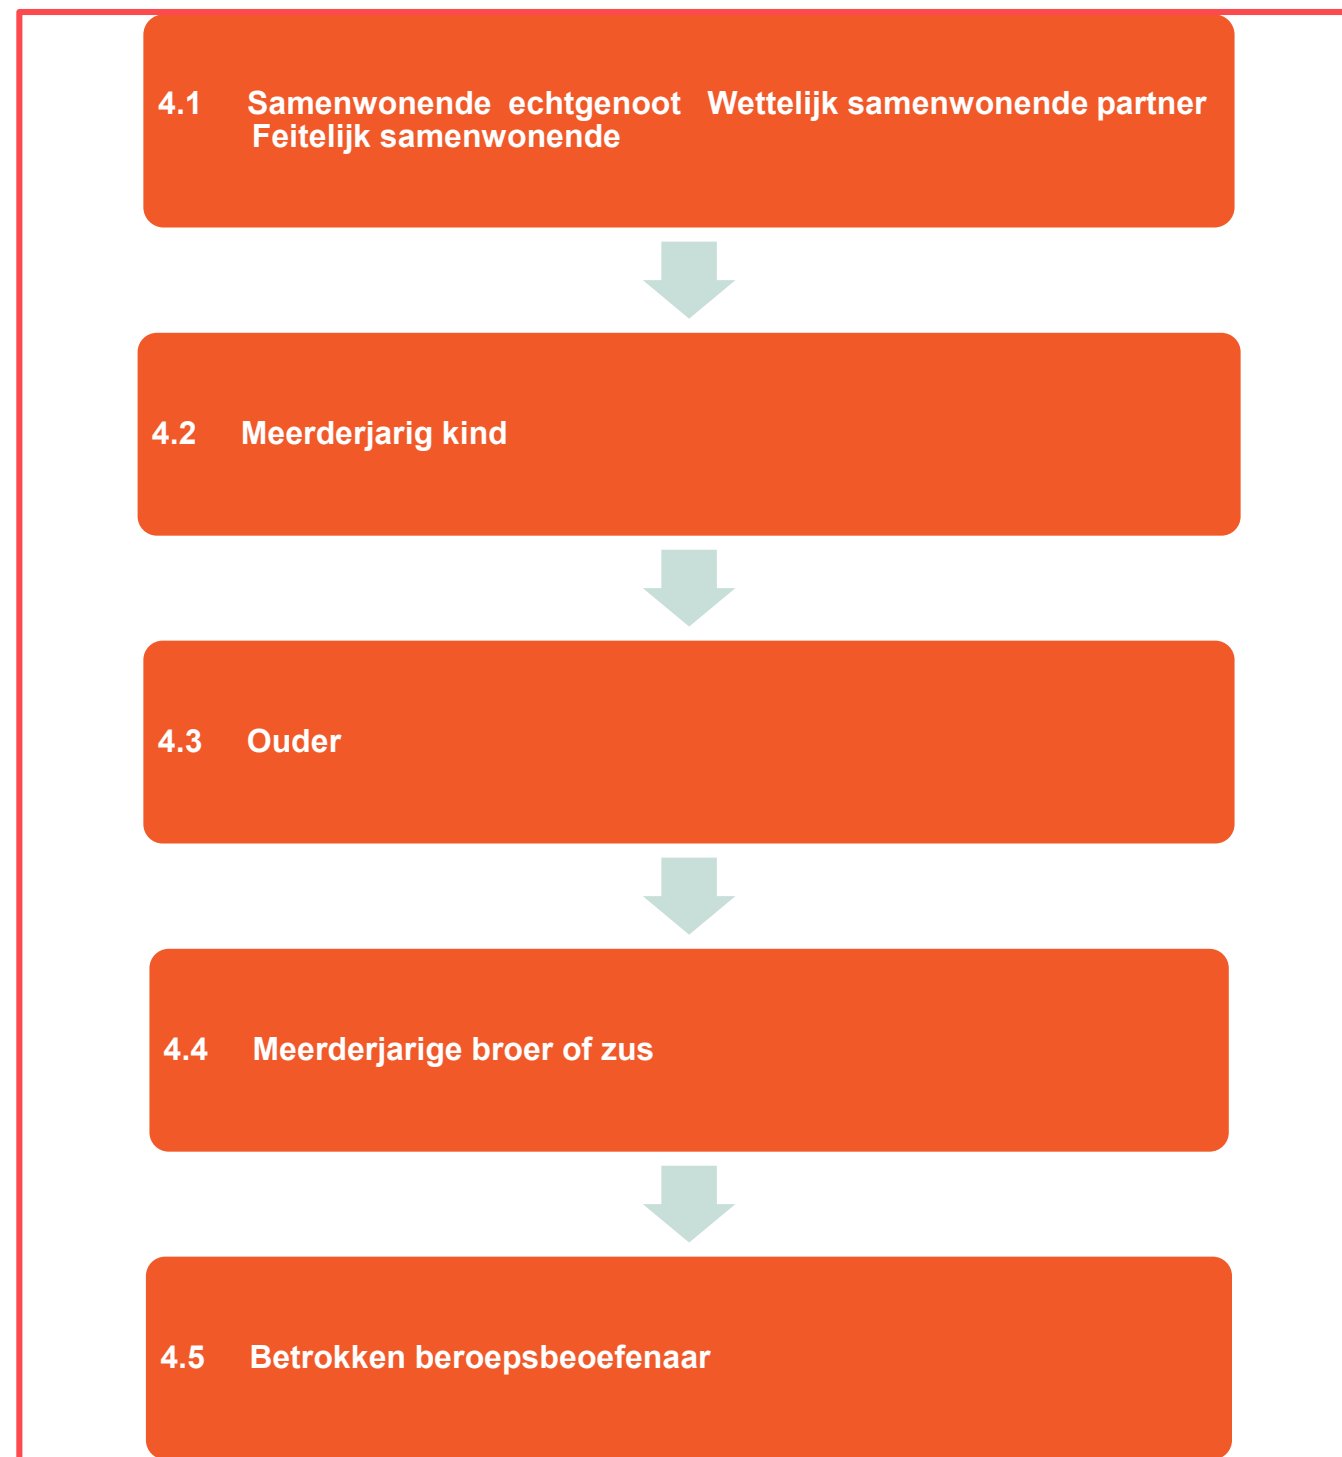 4.1 Samenwonende echtgenoot Wettelijk samenwonende partner
Feitelijk samenwonende
4.2 Meerderjarig kind
4.3 Ouder
4.4 Meerderjarige broer of zus
4.5 Betrokken beroepsbeoefenaar